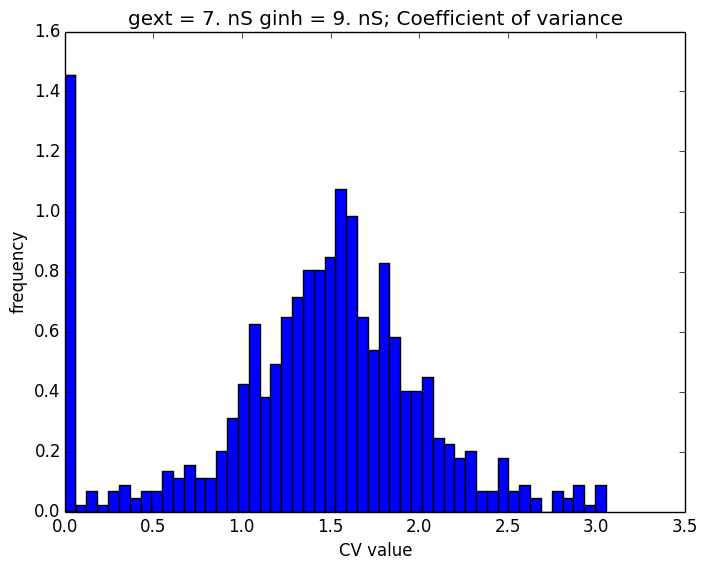 gext = 7. nS ginh = 9. nS; Coefficient of variance
1.6
1.4
1.2
1.0
0.8
0.6
0.4
0.2
0.0
frequency
0.0 0.5 1.0 1.5 2.0 2.5 3.0 3.5
CV value